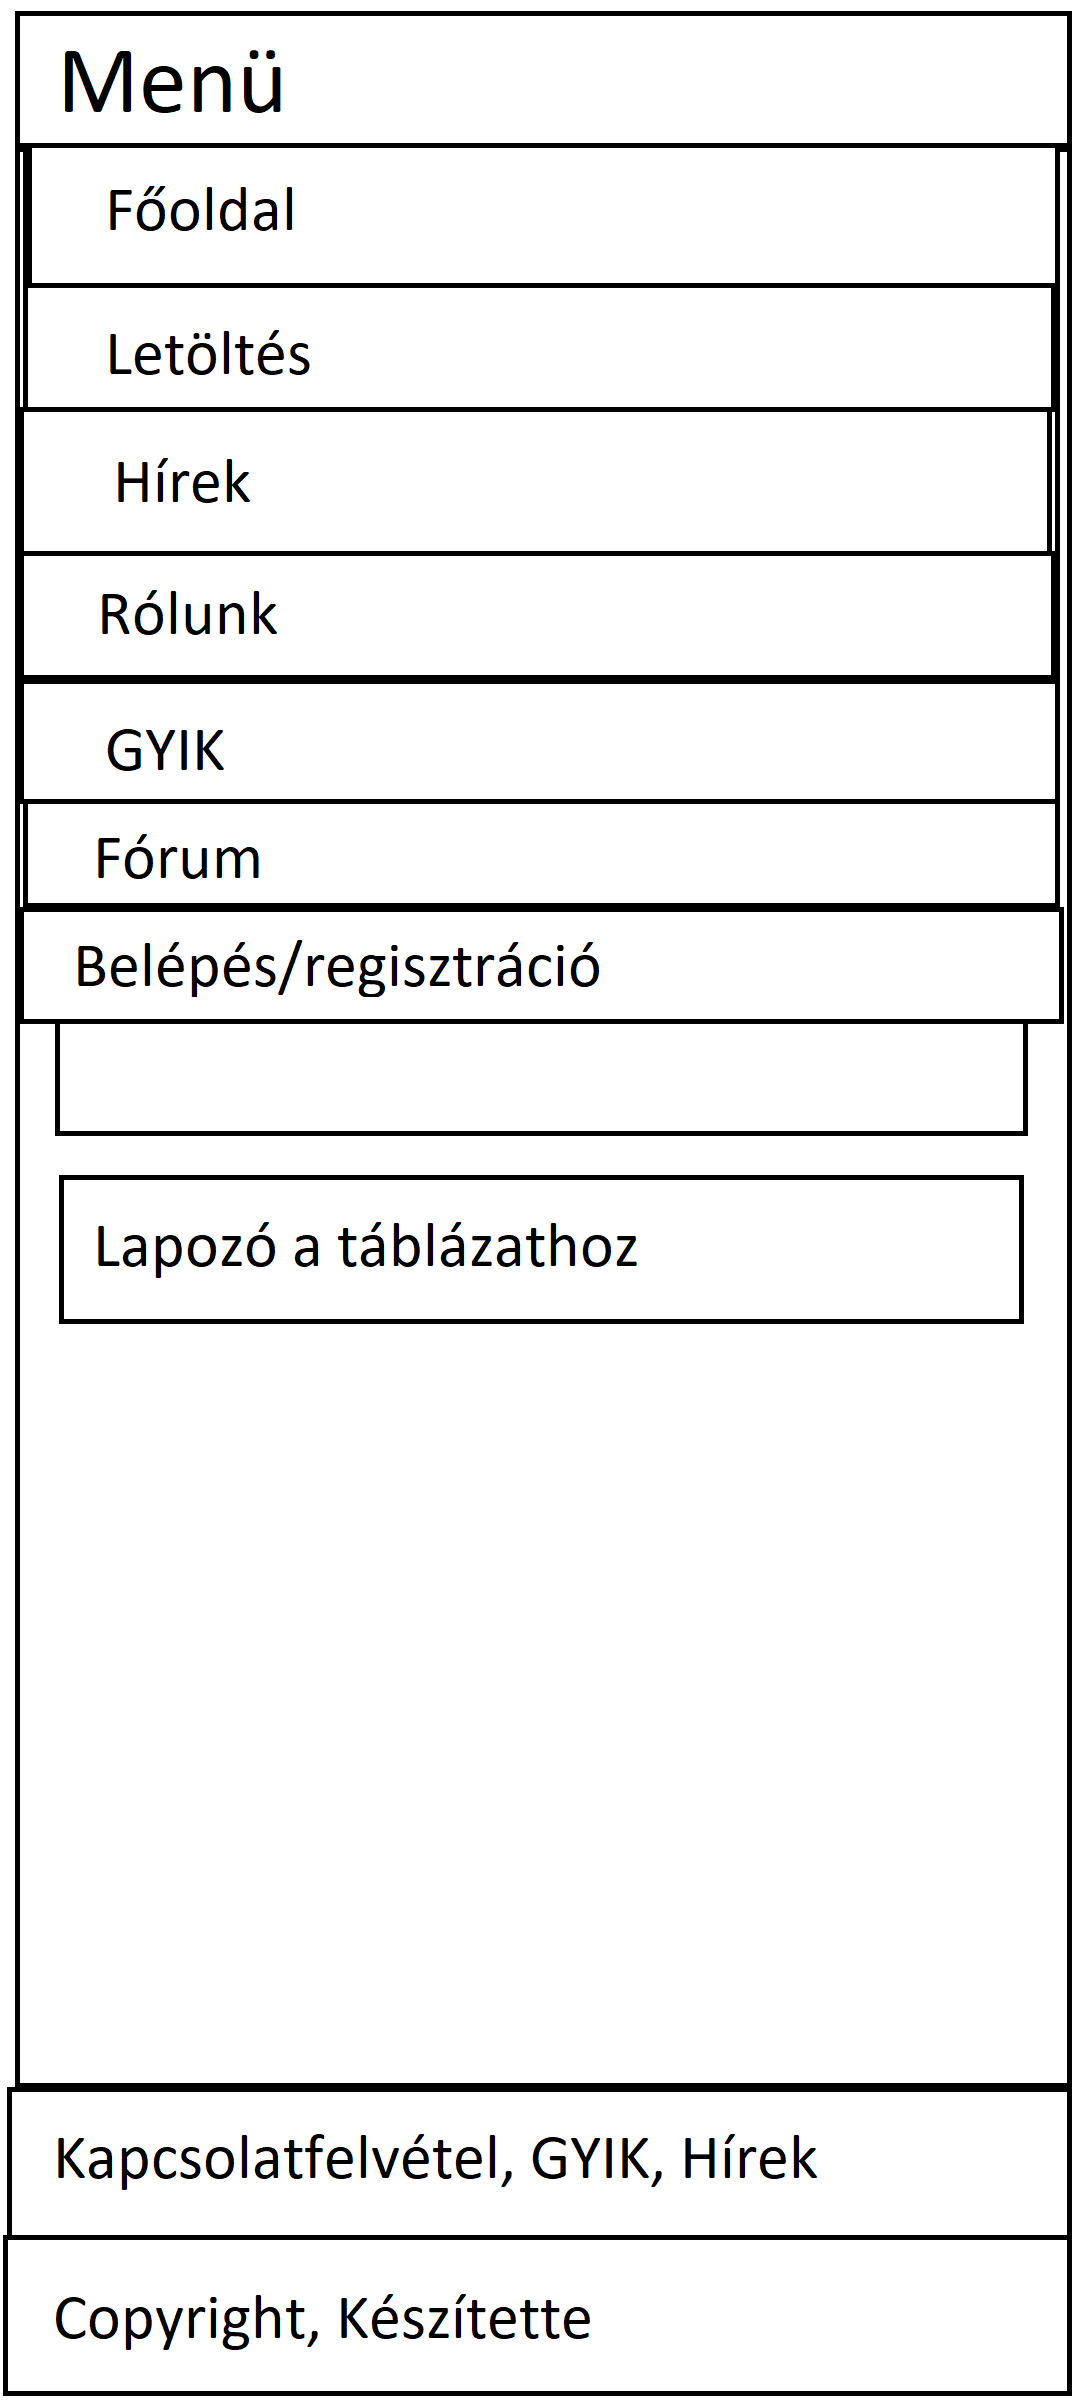 Menü
Főoldal
Letöltés
Hírek
Rólunk
GYIK
Fórum
Belépés/regisztráció
Lapozó a táblázathoz
Kapcsolatfelvétel, GYIK, Hírek
Copyright, Készítette